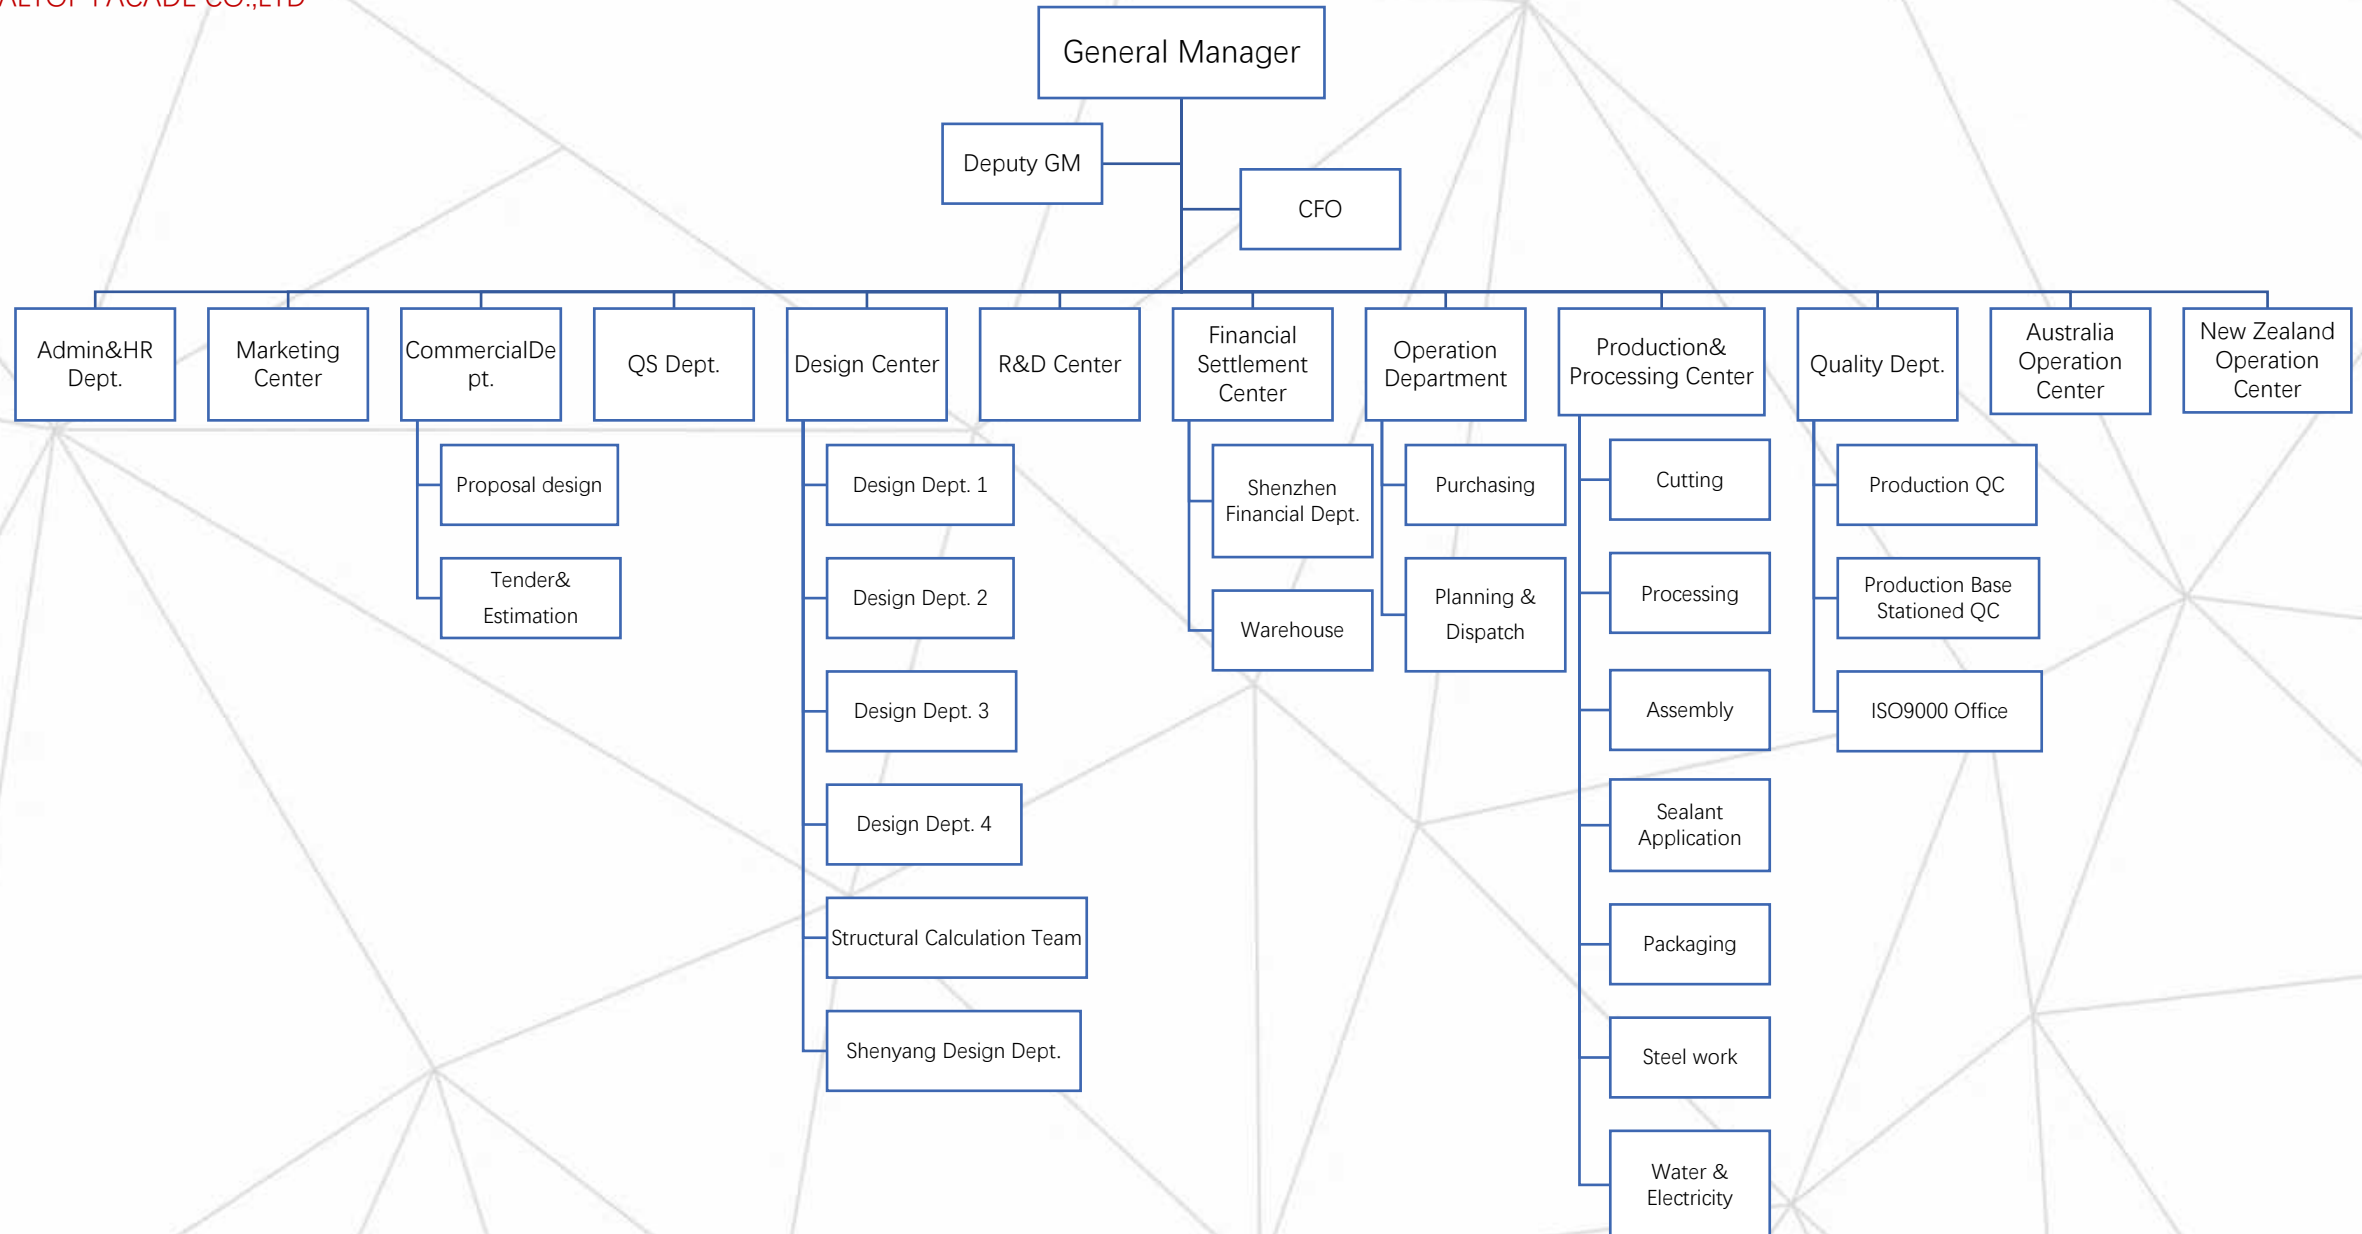 FACADE CO.,LTD
General Manager
Deputy GM
CFO
Admin&HR
Dept.
Marketing
Center
CommercialDe
pt.
QS Dept.
Design Center
R&D Center
Financial
Settlement
Center
Operation
Department
Production&
Processing Center
Quality Dept.
Australia
Operation
Center
New Zealand
Operation
Center
Proposal design
Tender&
Estimation
Design Dept. 1
Design Dept. 2
Design Dept. 3
Design Dept. 4
Structural Calculation Team
Shenyang Design Dept.
Shenzhen
Financial Dept.
Warehouse
Purchasing
Planning &
Dispatch
Cutting
Processing
Assembly
Sealant
Application
Packaging
Steel work
Water &
Electricity
Production QC
Production Base
Stationed QC
ISO9000 Office